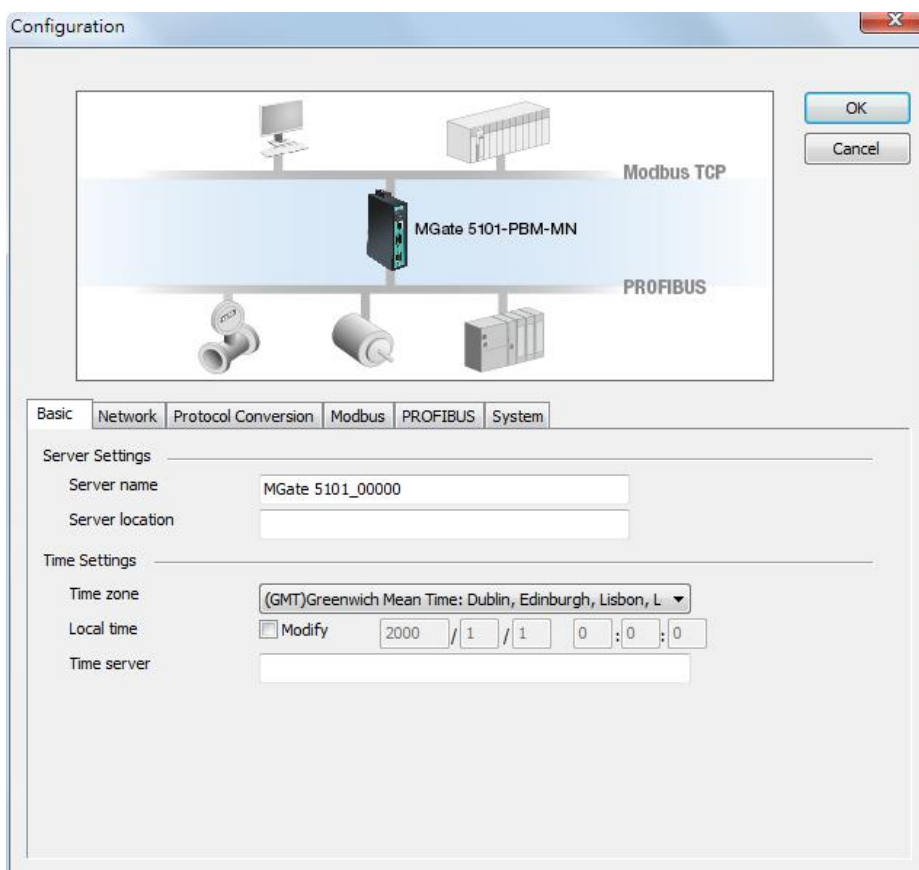 Configuration
OK
Cancel
Modbus TCP
MGate 5101-PBM-MN
PROFIBUS
Basic Network Protocol Conversion Modbus PROFIBUS System
Server Settings
Server name MGate 5101_00000
Server location
Time Settings
Time zone (GMT)Greenwich Mean Time: Dublin, Edinburgh, Lisbon, L
Local time Modify 2000 / 1 / 1 0 : 0 : 0
Time server